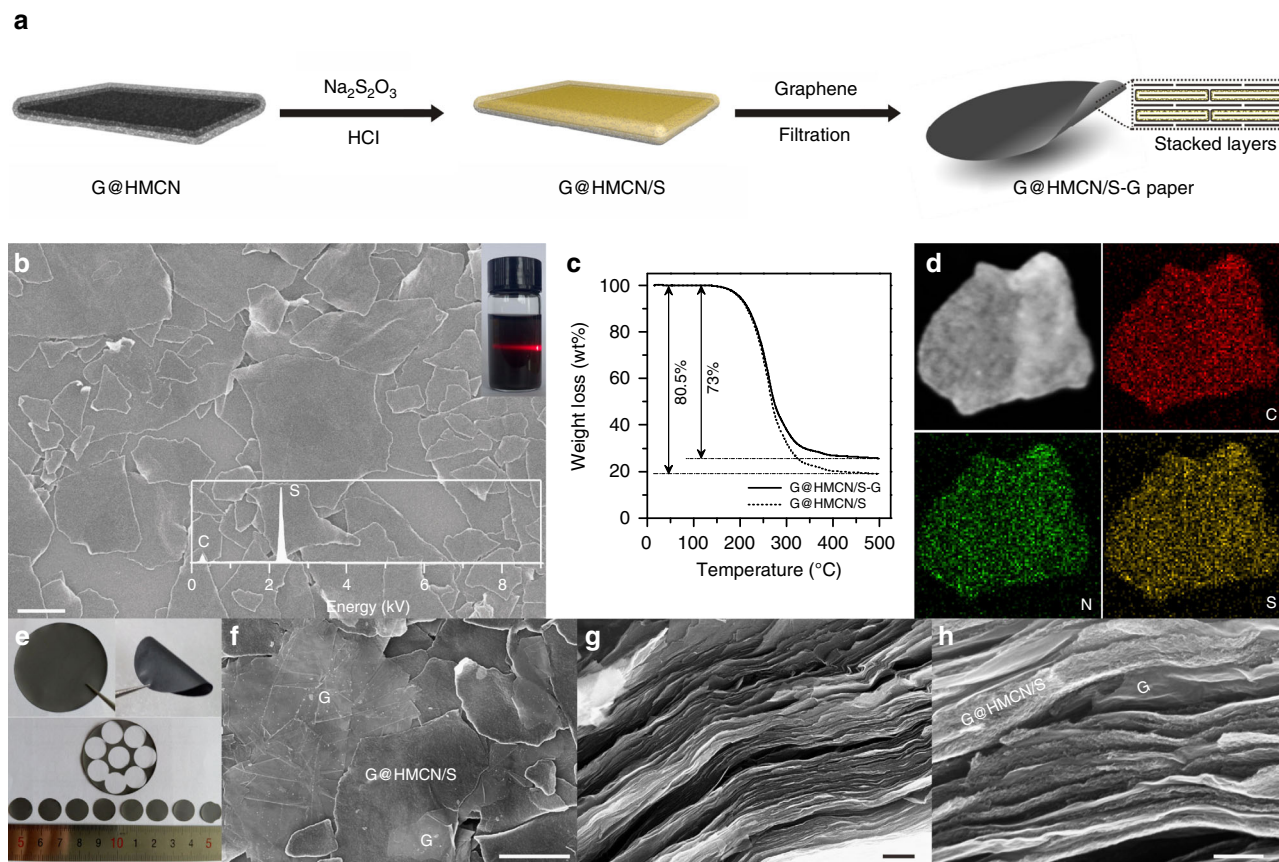 a
Na₂S₂O₃
HCl
Graphene
Filtration
Stacked layers
G@HMCN
G@HMCN/S
G@HMCN/S-G paper
b
S
C
0 2 4 6 8
Energy (kV)
c
Weight loss (wt%)
100
80
60
40
20
0
80.5%
73%
G@HMCN/S-G
G@HMCN/S
0 100 200 300 400 500
Temperature (°C)
d
C
N
S
e
5 6 7 8 9 10 1 2 3 4 5
f
G
G@HMCN/S
G
g
h
G@HMCN/S
G